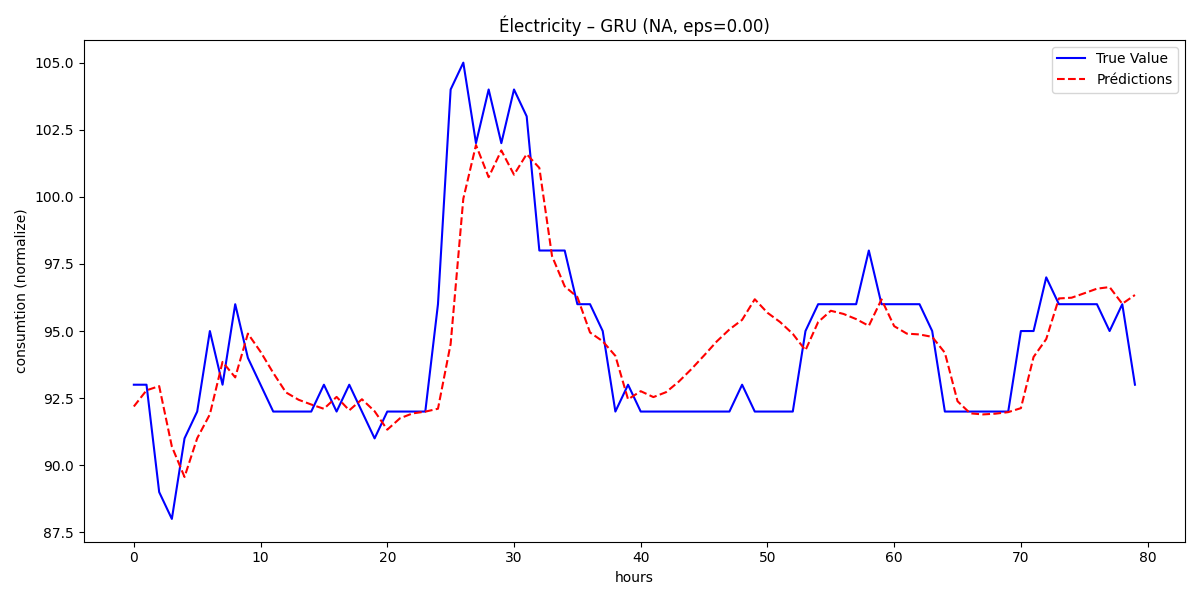 Électricity – GRU (NA, eps=0.00)
True Value
Prédictions
consumtion (normalize)
105.0
102.5
100.0
97.5
95.0
92.5
90.0
87.5
0 10 20 30 40 50 60 70 80
hours